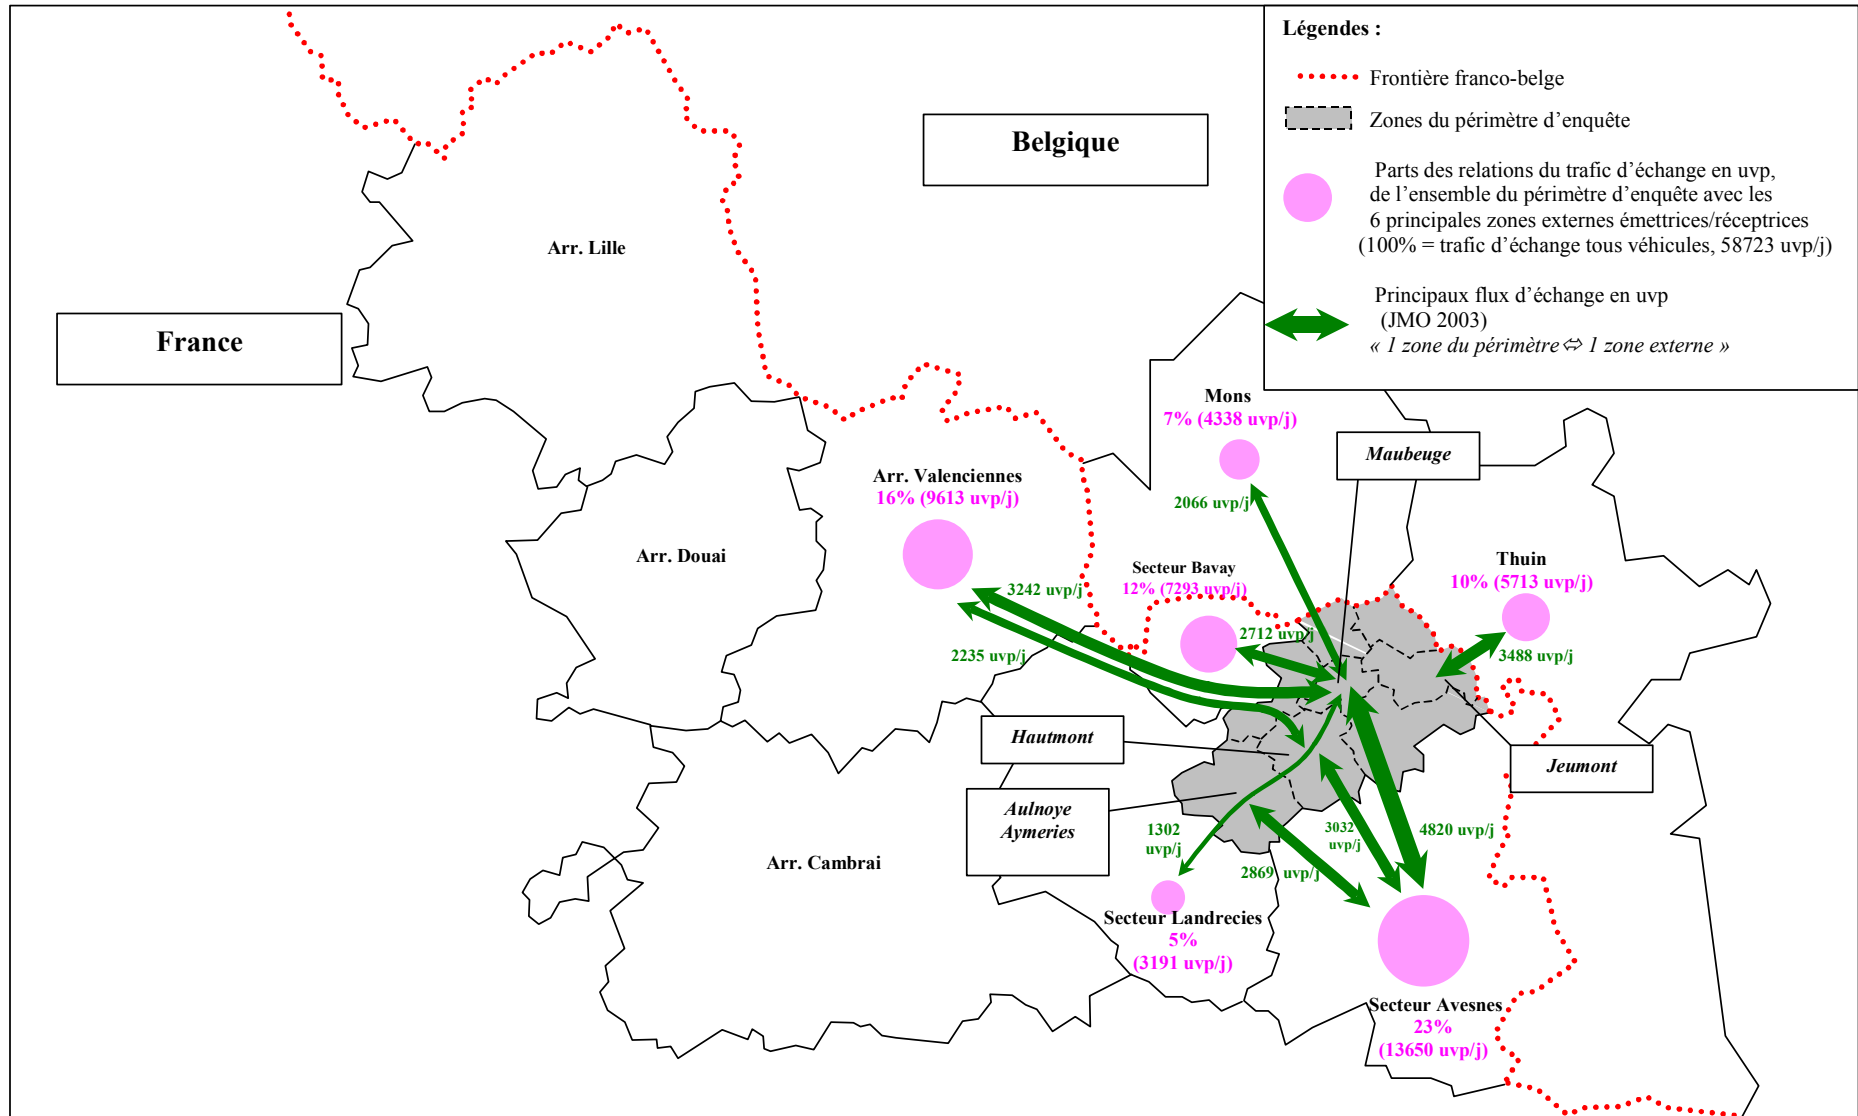 Légendes :
Frontière franco-belge
Zones du périmètre d'enquête
Parts des relations du trafic d'échange en uvp,
de l'ensemble du périmètre d'enquête avec les
6 principales zones externes émettrices/réceptrices
(100% = trafic d'échange tous véhicules, 58723 uvp/j)
Principaux flux d'échange en uvp
(JMO 2003)
« 1 zone du périmètre ⇔ 1 zone externe »
Belgique
France
Arr. Lille
Mons
7% (4338 uvp/j)
Maubeuge
Arr. Valenciennes
16% (9613 uvp/j)
2066 uvp/j
Arr. Douai
Secteur Bavay
12% (7293 uvp/j)
Thuin
10% (5713 uvp/j)
3242 uvp/j
2712 uvp/j
2235 uvp/j
3488 uvp/j
Hautmont
Jeumont
Aulnoye
Aymeries
1302
uvp/j
3032
uvp/j
4820 uvp/j
Arr. Cambrai
2869 uvp/j
Secteur Landrecies
5%
(3191 uvp/j)
Secteur Avesnes
23%
(13650 uvp/j)